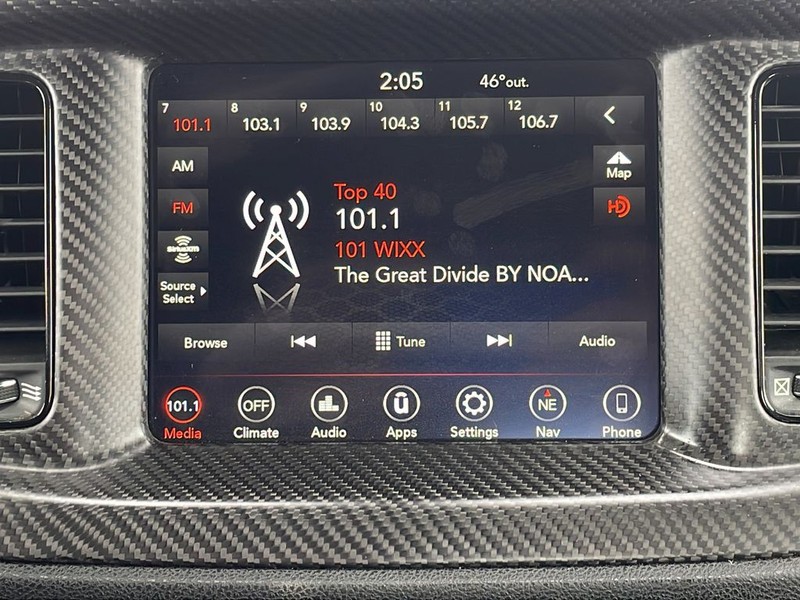 2:05 46°out.
7 8 9 10 11 12
101.1 103.1 103.9 104.3 105.7 106.7
AM
Map
FM
HD
SiriusXM
Source
Select
Top 40
101.1
101 WIXX
The Great Divide BY NOA...
Browse Tune Audio
101.1 OFF NE
Media Climate Audio Apps Settings Nav Phone